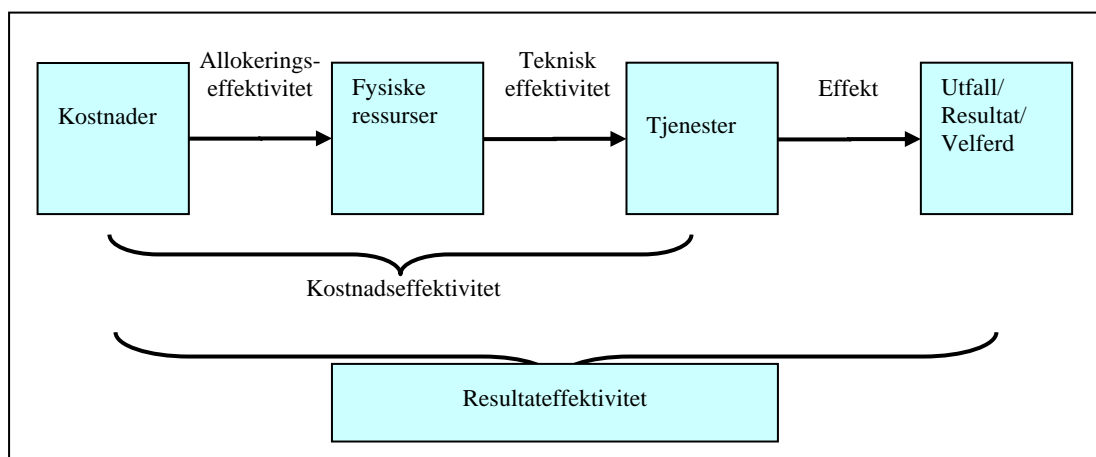 Kostnader
Allokerings-
effektivitet
Fysiske
ressurser
Teknisk
effektivitet
Tjenester
Effekt
Utfall/
Resultat/
Velferd
Kostnadseffektivitet
Resultateffektivitet